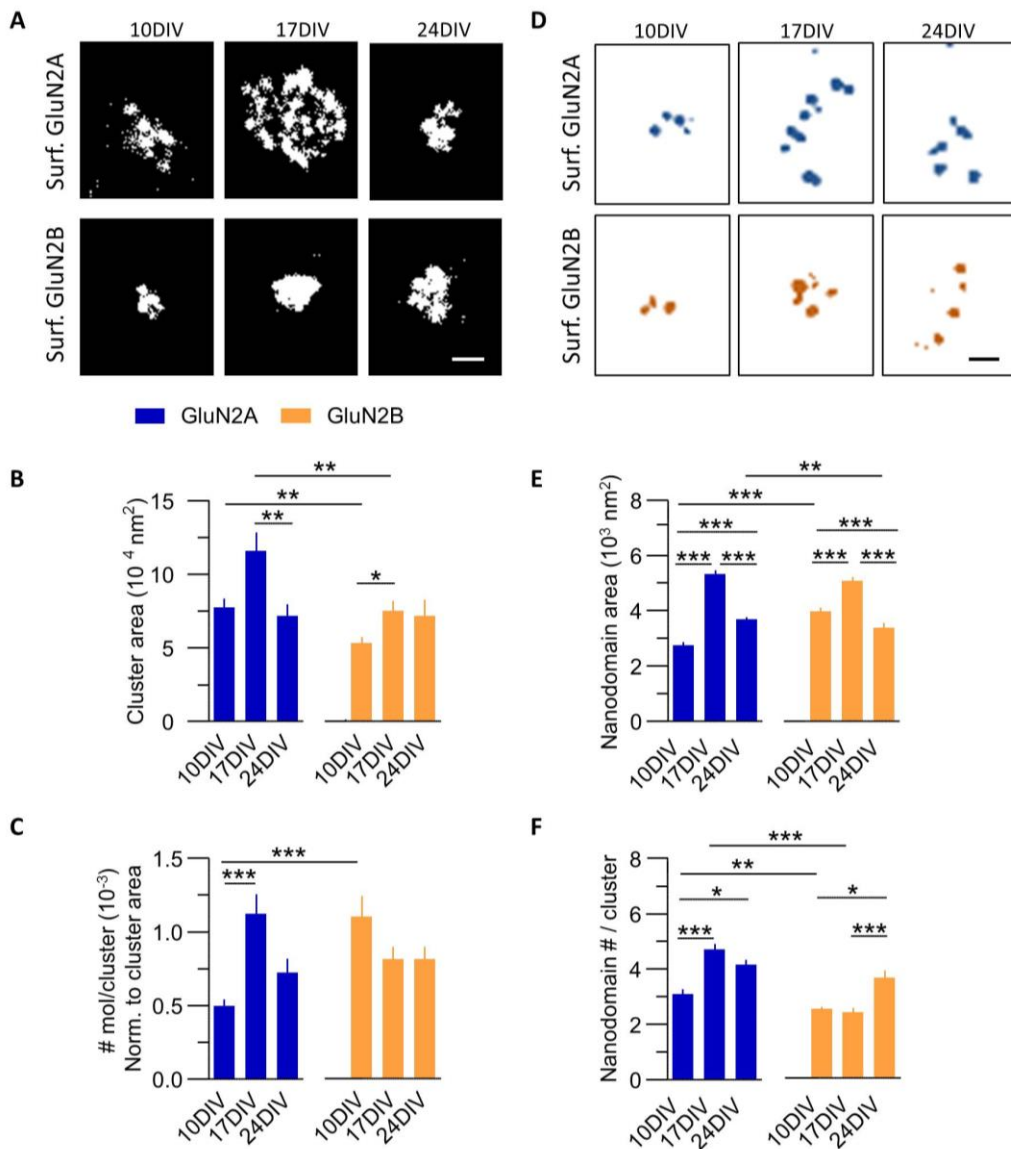 A
10DIV 17DIV 24DIV
Surf. GluN2A
Surf. GluN2B
GluN2A GluN2B
B
** 
**
**
*
Cluster area (10 ⁴ nm²)
15
10
5
0
10DIV 17DIV 24DIV 10DIV 17DIV 24DIV
C
***
***
# mol/cluster (10⁻³)
Norm. to cluster area
1.5
1.0
0.5
0.0
10DIV 17DIV 24DIV 10DIV 17DIV 24DIV
D
10DIV 17DIV 24DIV
Surf. GluN2A
Surf. GluN2B
E
**
***
*** ***
*** *** *** ***
Nanodomain area (10³ nm²)
8
6
4
2
0
10DIV 17DIV 24DIV 10DIV 17DIV 24DIV
F
***
**
* *
*** ***
Nanodomain # / cluster
8
6
4
2
0
10DIV 17DIV 24DIV 10DIV 17DIV 24DIV